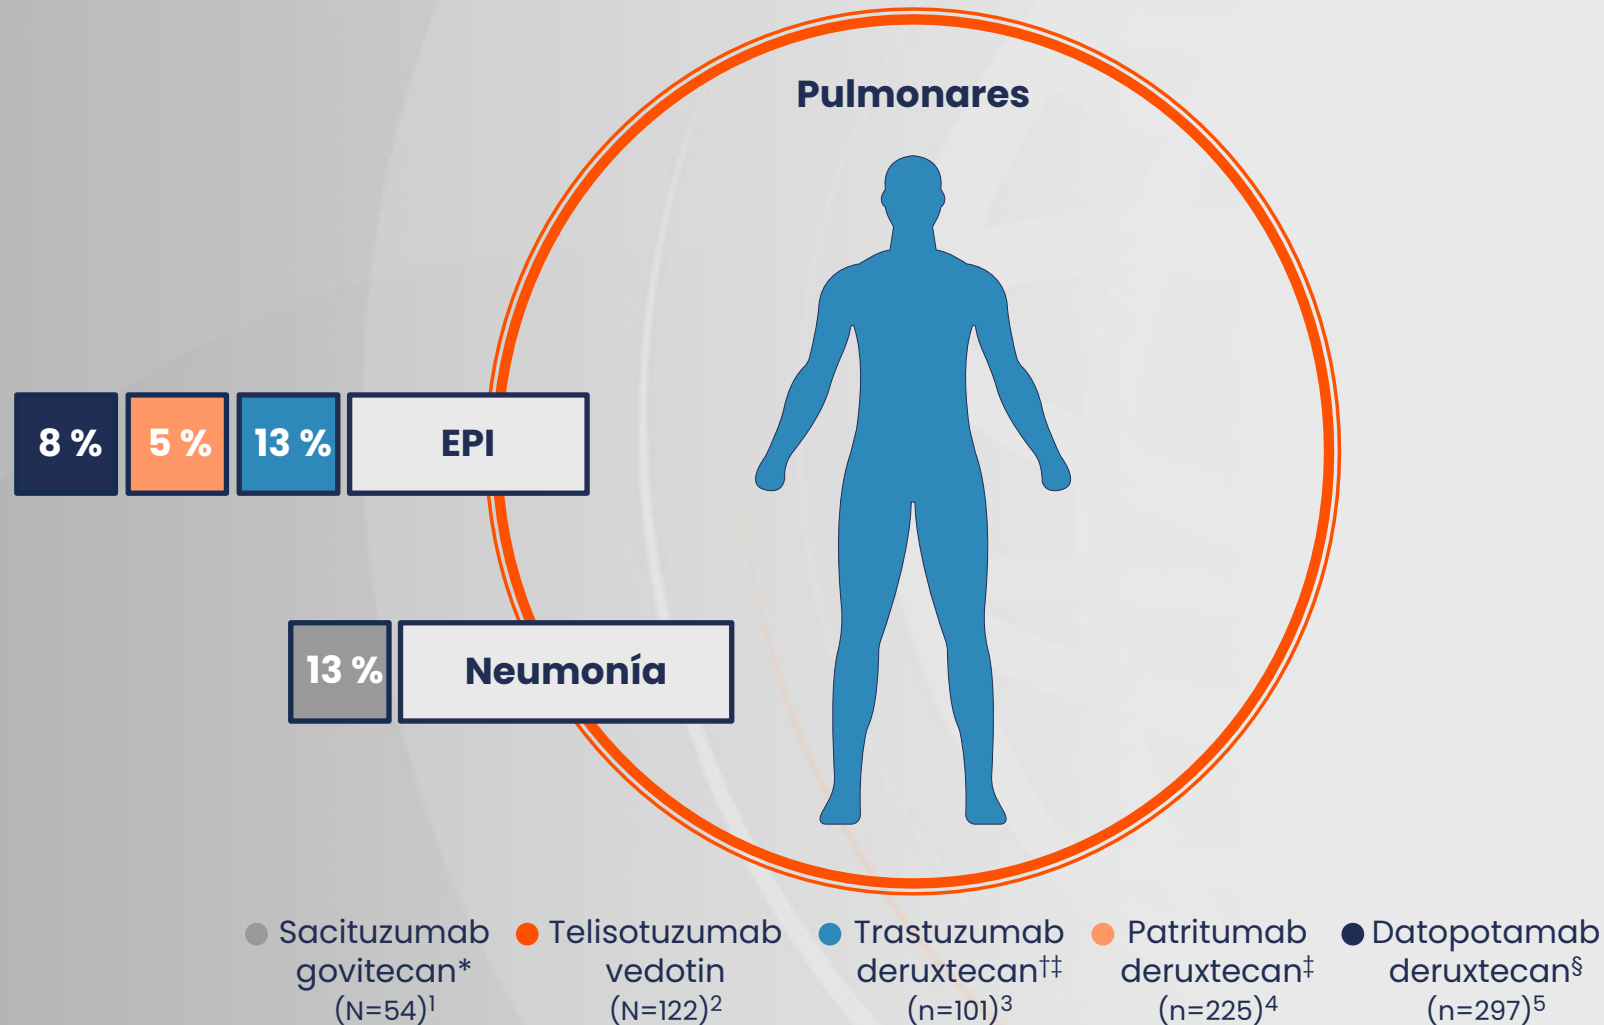 Pulmonares
8 % 5 % 13 % EPI
13 % Neumonía
Sacituzumab govitecan* (N=54)¹
Telisotuzumab vedotin (N=122)²
Trastuzumab deruxtecan†‡ (n=101)³
Patritumab deruxtecan‡ (n=225)⁴
Datopotamab deruxtecan§ (n=297)⁵